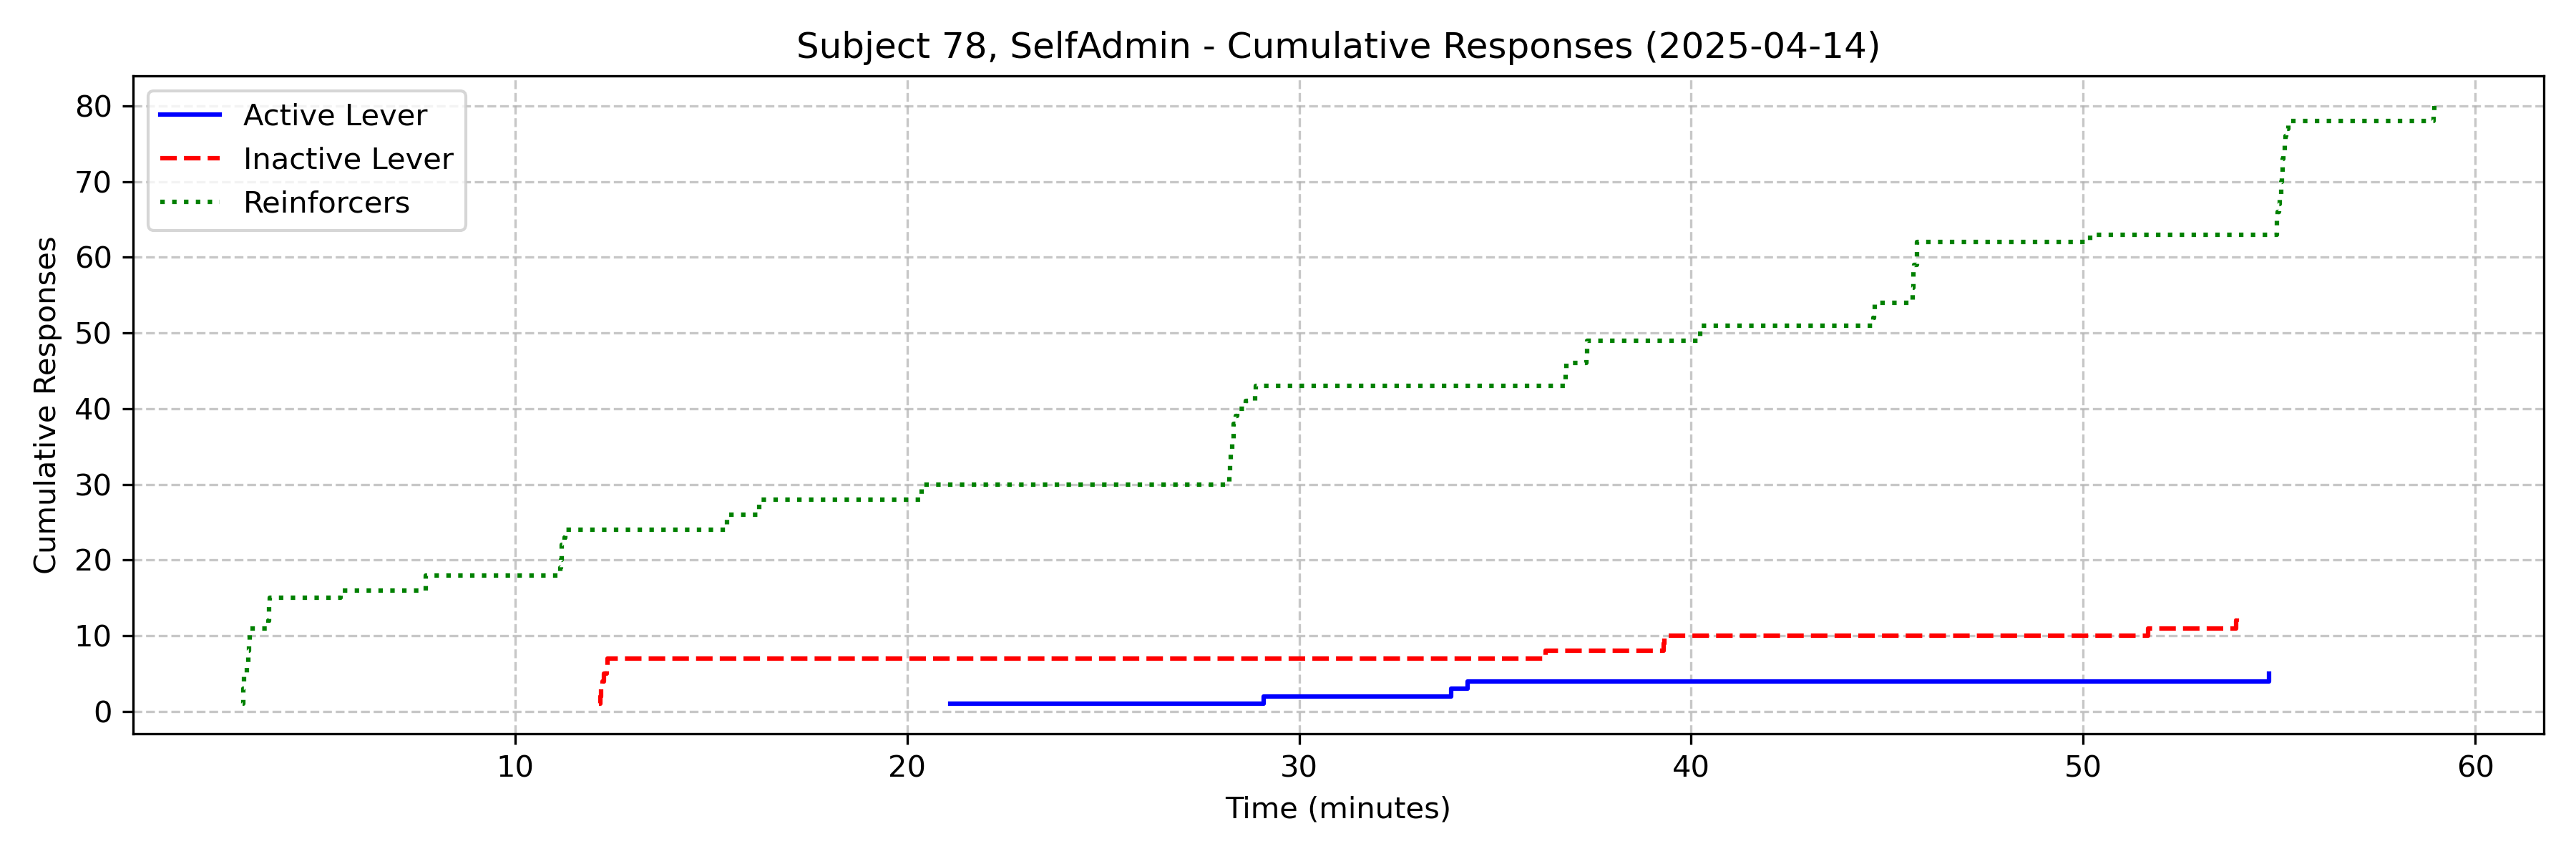 Subject 78, SelfAdmin - Cumulative Responses (2025-04-14)
Active Lever
Inactive Lever
Reinforcers
Cumulative Responses
80
70
60
50
40
30
20
10
0
10 20 30 40 50 60
Time (minutes)